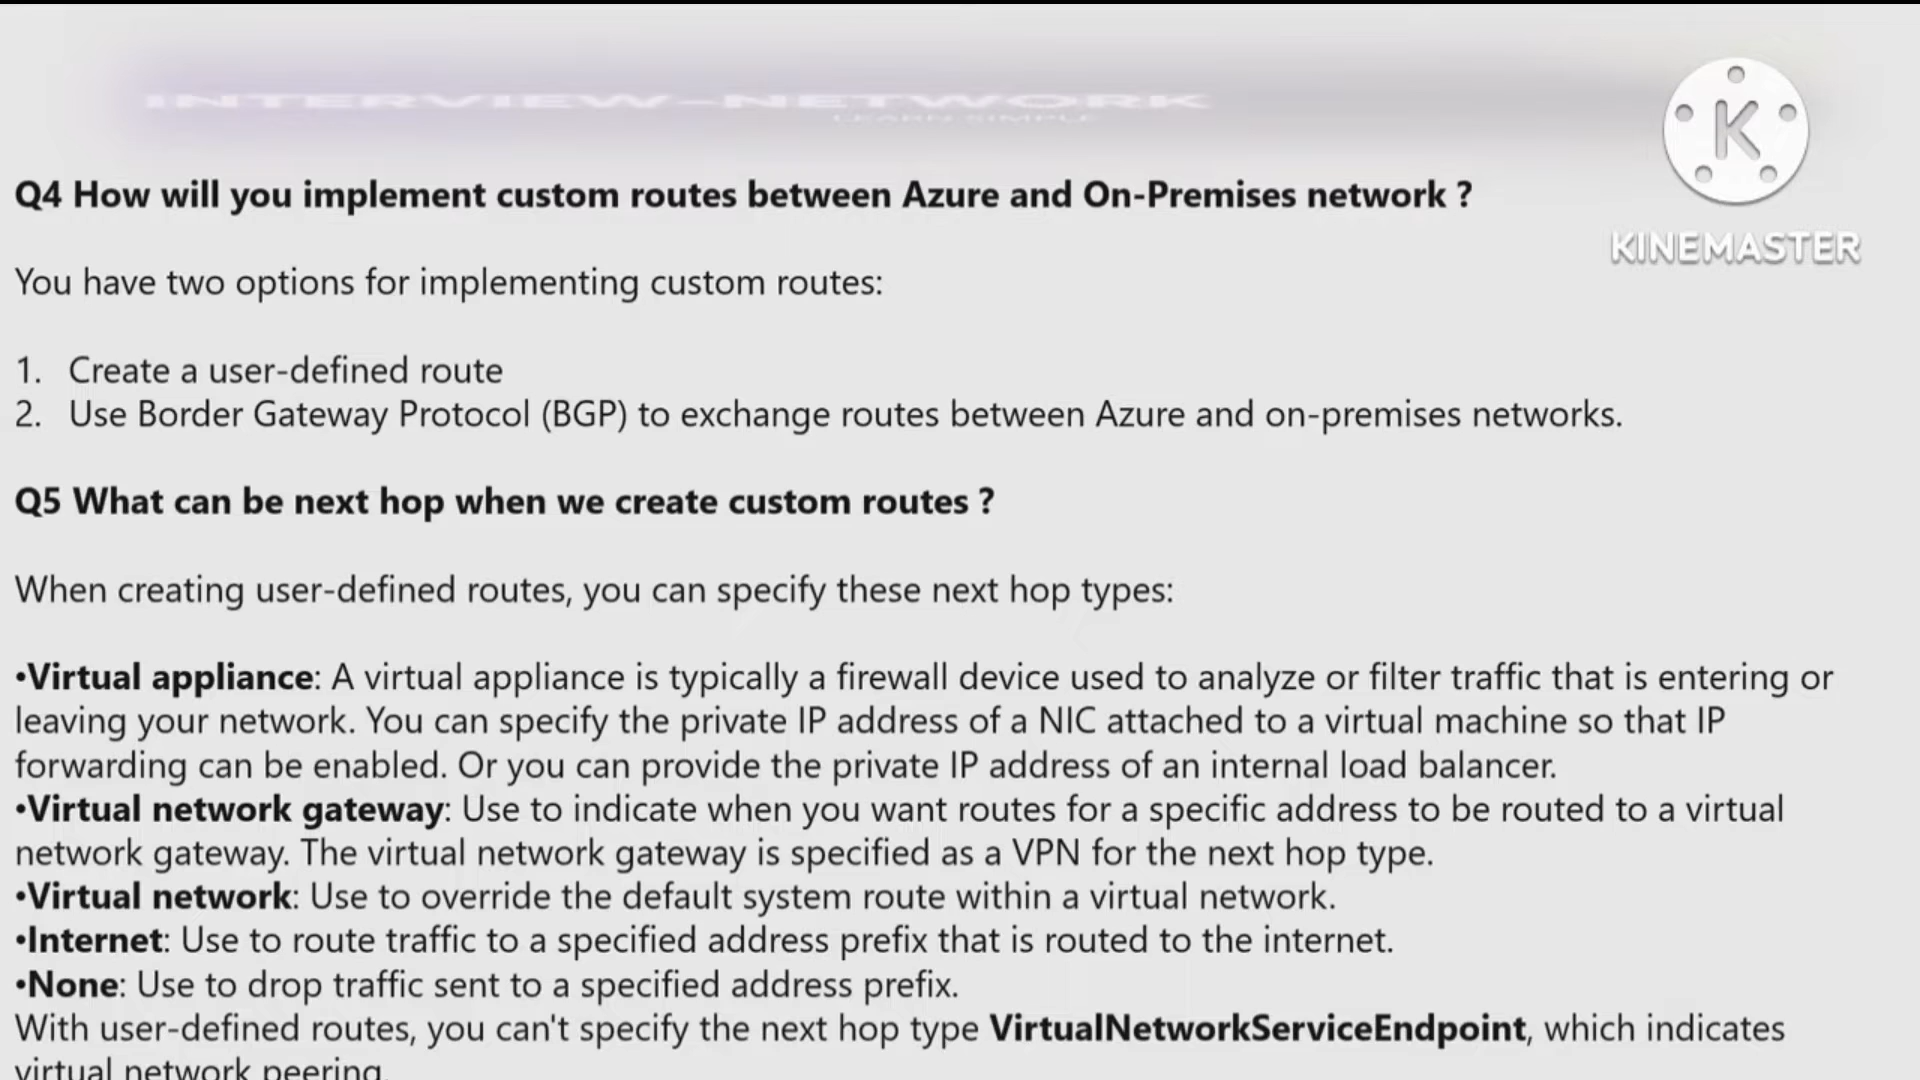 INTERVIEW-NETWORK
LEARN SIMPLE
K
KINEMASTER
Q4 How will you implement custom routes between Azure and On-Premises network ?
You have two options for implementing custom routes:
1. Create a user-defined route
2. Use Border Gateway Protocol (BGP) to exchange routes between Azure and on-premises networks.
Q5 What can be next hop when we create custom routes ?
When creating user-defined routes, you can specify these next hop types:
•Virtual appliance: A virtual appliance is typically a firewall device used to analyze or filter traffic that is entering or
leaving your network. You can specify the private IP address of a NIC attached to a virtual machine so that IP
forwarding can be enabled. Or you can provide the private IP address of an internal load balancer.
•Virtual network gateway: Use to indicate when you want routes for a specific address to be routed to a virtual
network gateway. The virtual network gateway is specified as a VPN for the next hop type.
•Virtual network: Use to override the default system route within a virtual network.
•Internet: Use to route traffic to a specified address prefix that is routed to the internet.
•None: Use to drop traffic sent to a specified address prefix.
With user-defined routes, you can't specify the next hop type VirtualNetworkServiceEndpoint, which indicates
virtual network peering.